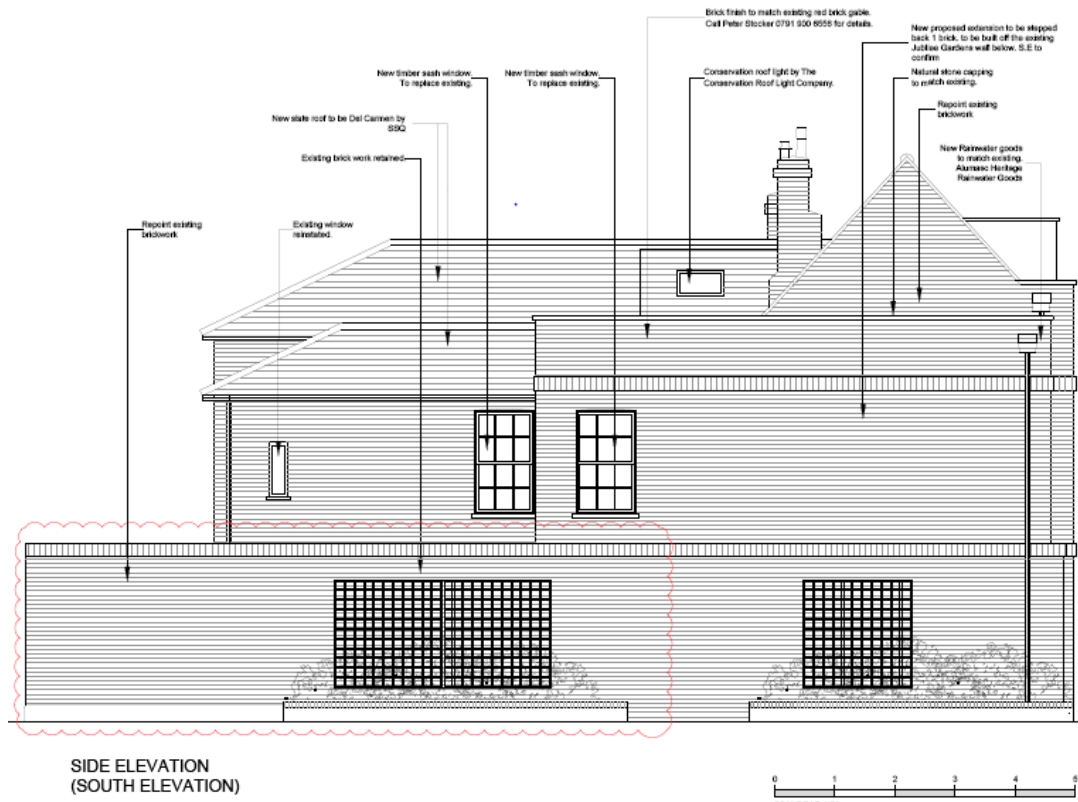 Brick finish to match existing red brick gable.
Call Peter Stocker 0791 900 6556 for details.
New proposed extension to be stepped
back 1 brick. to be built off the existing
Jubilee Gardens wall below. S.E to
confirm
New timber sash window.
To replace existing.
New timber sash window.
To replace existing.
Conservation roof light by The
Conservation Roof Light Company.
Natural stone capping
to match existing.
Repoint existing
brickwork
New slate roof to be Del Carmen by
SSQ
Existing brick work retained
New Rainwater goods
to match existing.
Alumasc Heritage
Rainwater Goods
Repoint existing
brickwork
Existing window
reinstated.
SIDE ELEVATION
(SOUTH ELEVATION)
0 1 2 3 4 5